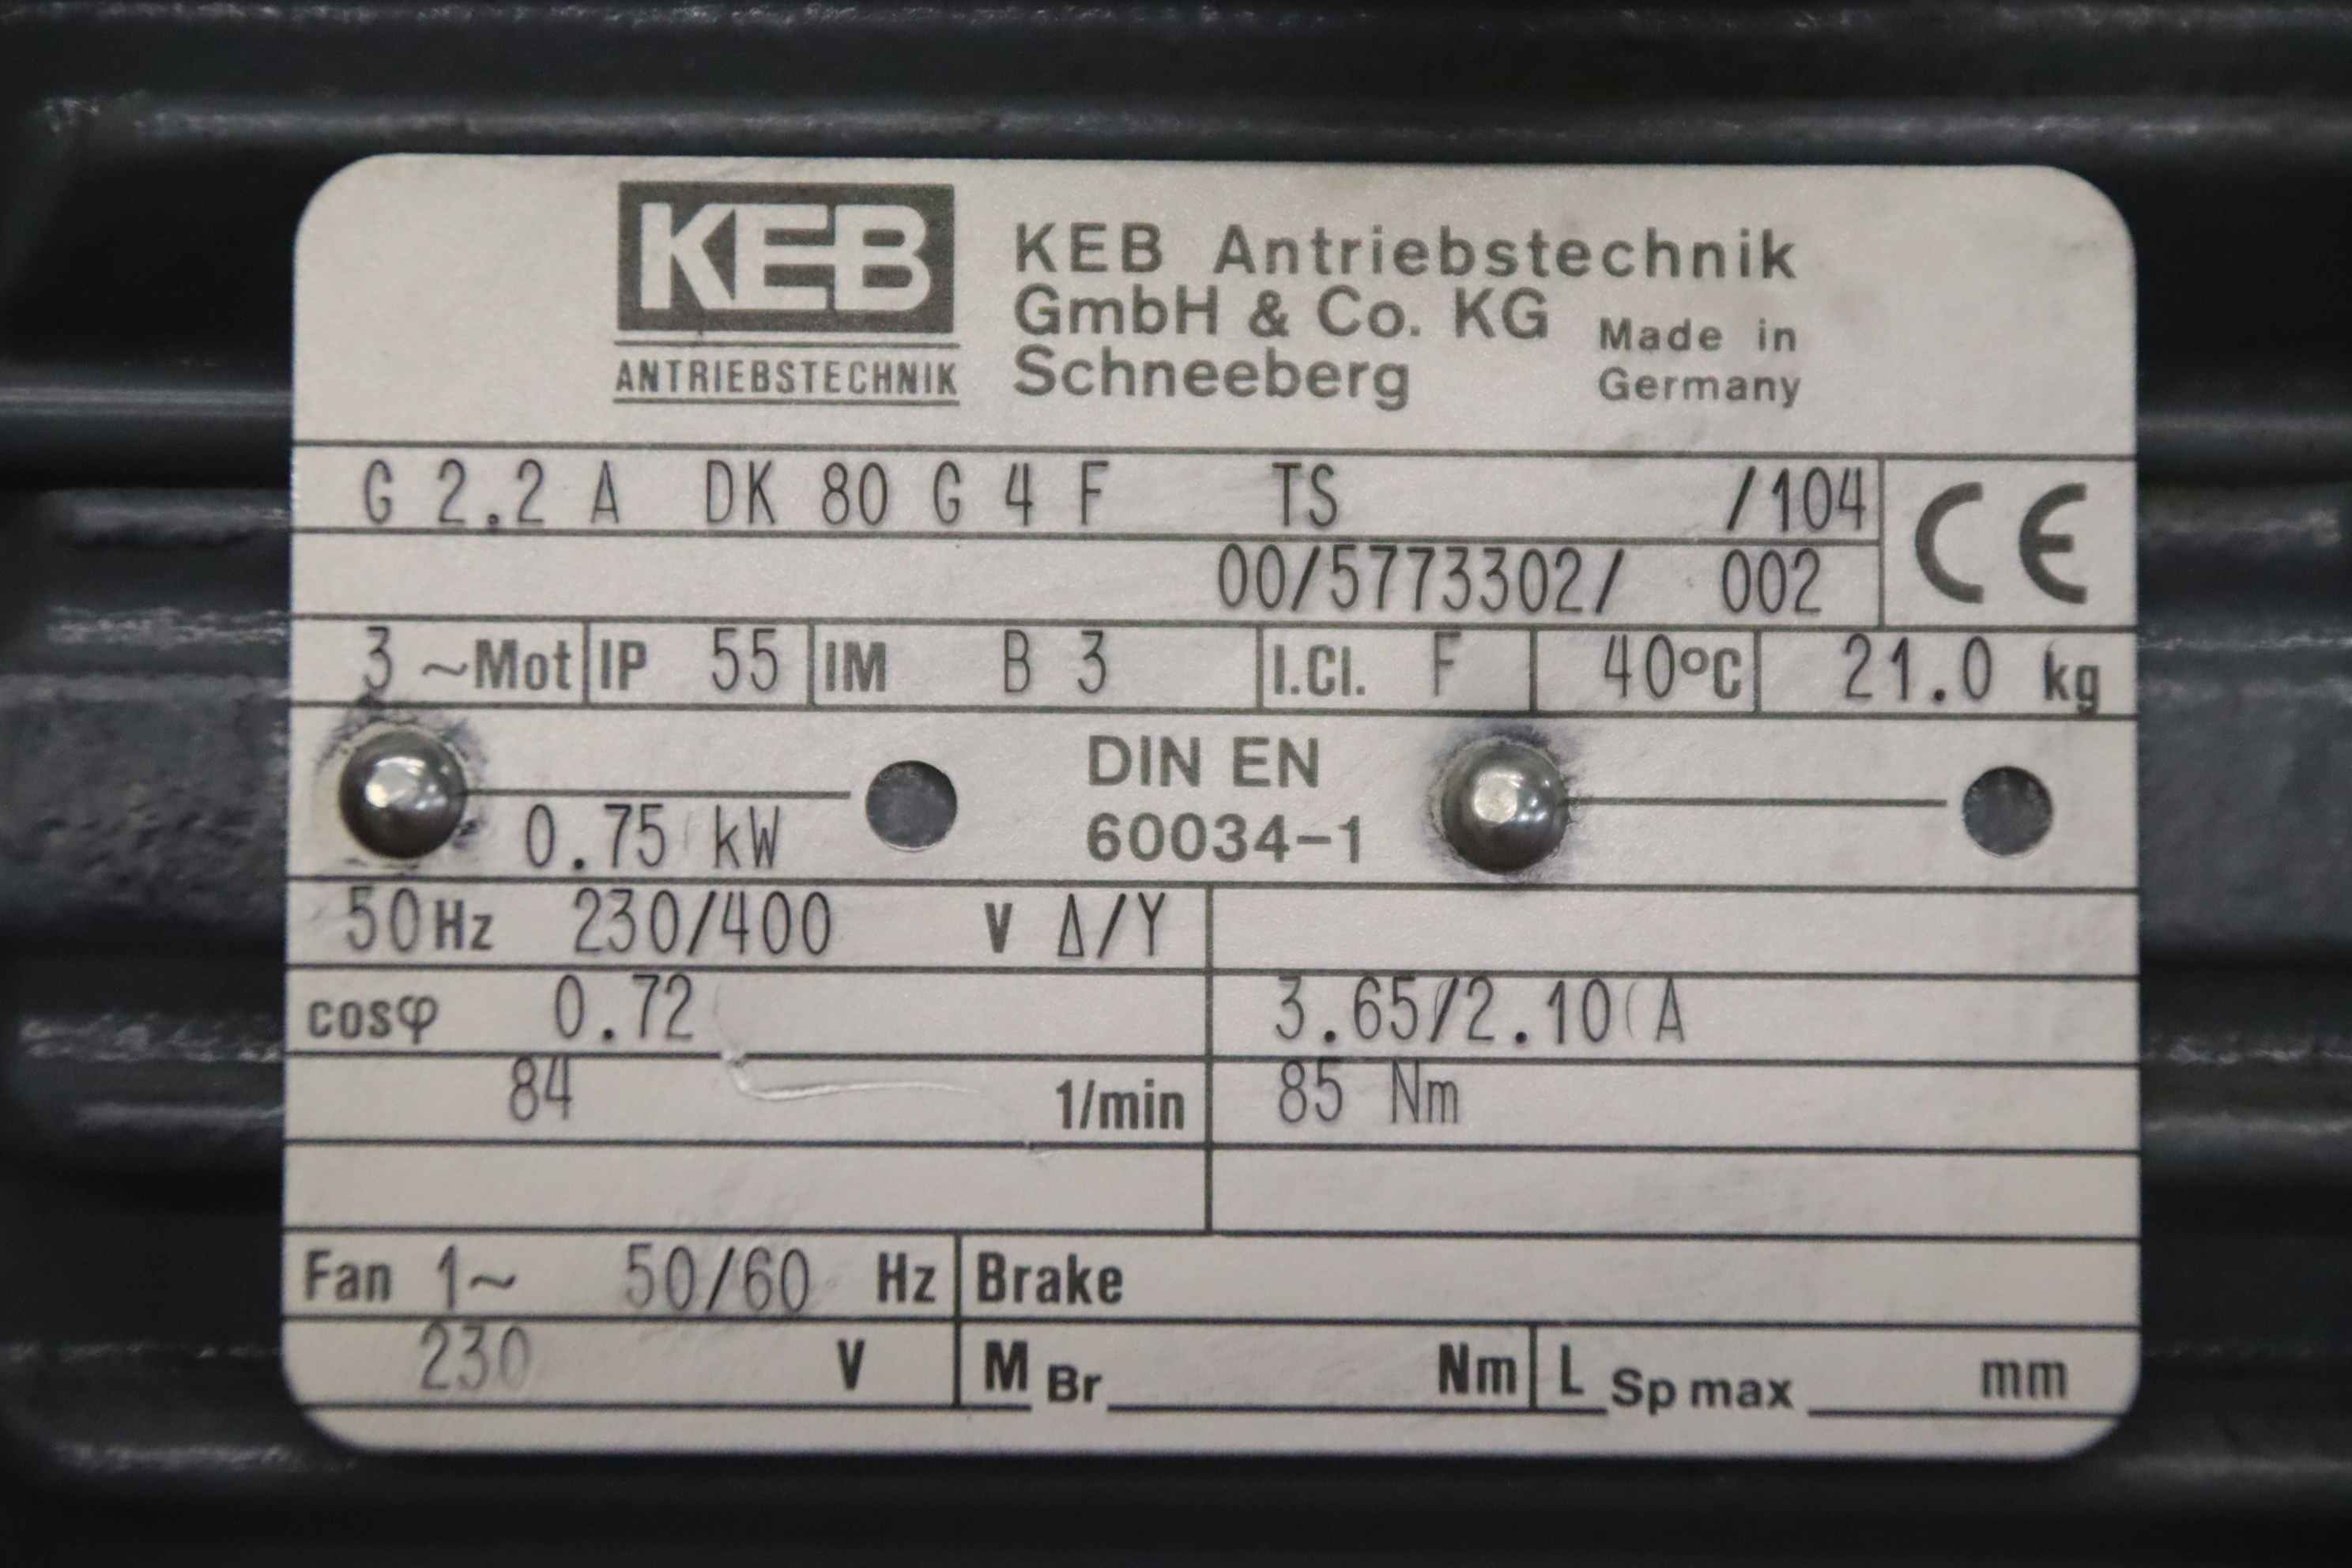 KEB
ANTRIEBSTECHNIK
KEB Antriebstechnik
GmbH & Co. KG
Schneeberg
Made in
Germany
G 2.2 A DK 80 G 4 F TS /104
CE
00/5773302/ 002
3 ~Mot IP 55 IM B 3 I.Cl. F 40°C 21.0 kg
DIN EN
60034-1
0.75 kW
50Hz 230/400 V Δ/Y
cosφ 0.72 3.65/2.10 A
84 1/min 85 Nm
Fan 1~ 50/60 Hz Brake
230 V M Br Nm L Sp max mm